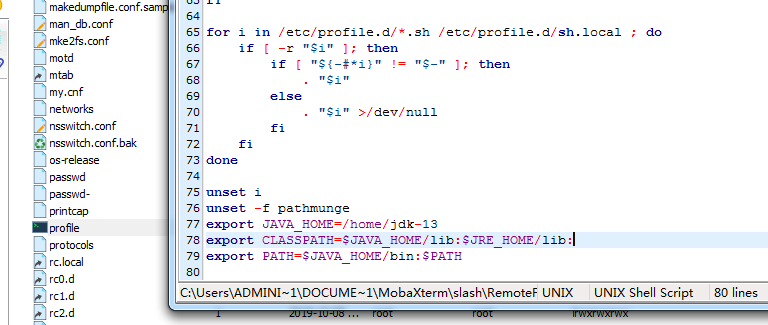 makedumpfile.conf.samp
man_db.conf
mke2fs.conf
motd
mtab
my.cnf
networks
nsswitch.conf
nsswitch.conf.bak
os-release
passwd
passwd-
printcap
profile
protocols
rc.local
rc0.d
rc1.d
rc2.d
63 fi
64
65 for i in /etc/profile.d/*.sh /etc/profile.d/sh.local ; do
66 if [ -r "$i" ]; then
67 if [ "${-#*i}" != "$-" ]; then
68 . "$i"
69 else
70 . "$i" >/dev/null
71 fi
72 fi
73 done
74
75 unset i
76 unset -f pathmunge
77 export JAVA_HOME=/home/jdk-13
78 export CLASSPATH=$JAVA_HOME/lib:$JRE_HOME/lib:
79 export PATH=$JAVA_HOME/bin:$PATH
80
C:\Users\ADMINI~1\DOCUME~1\MobaXterm\slash\RemoteF UNIX UNIX Shell Script 80 lines
1 2019-10-08 ... root root lrwxrwxrwx